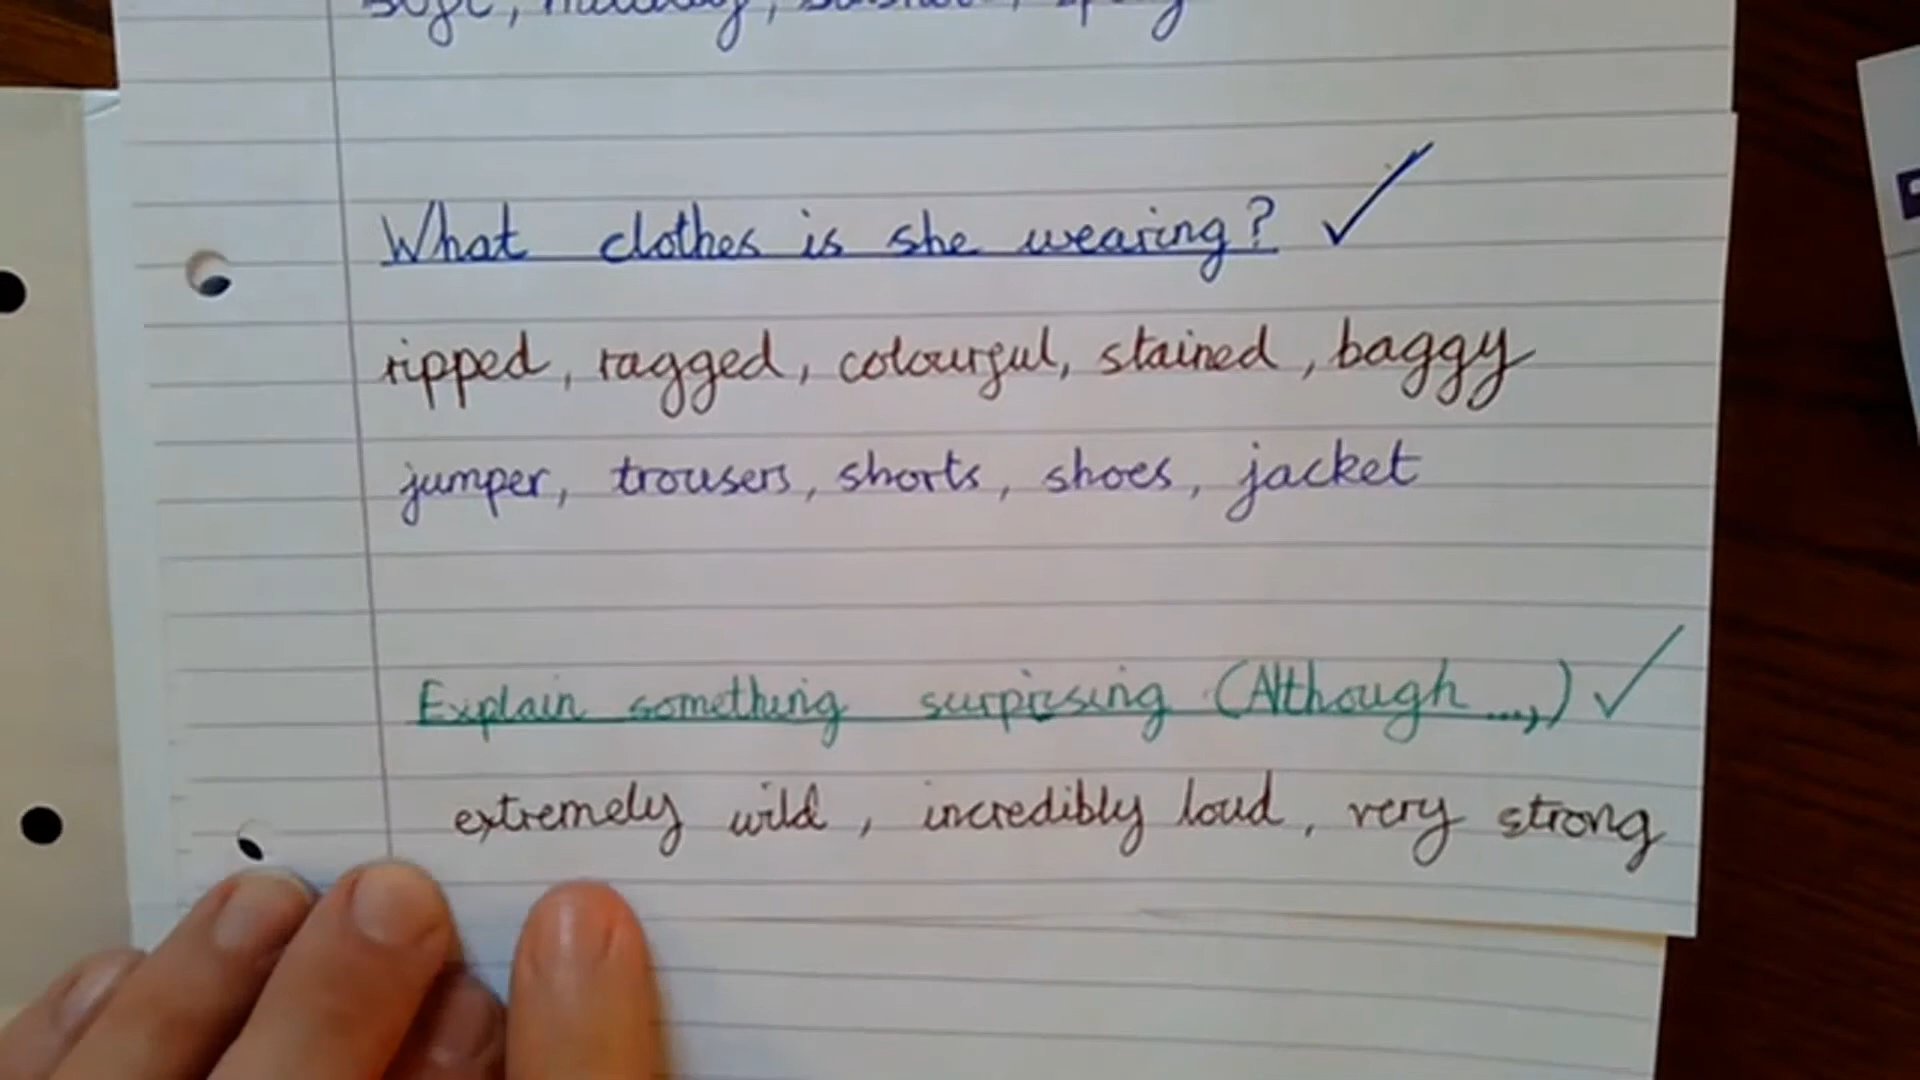 What clothes is she wearing? ✓
ripped, ragged, colourful, stained, baggy
jumper, trousers, shorts, shoes, jacket
Explain something surprising (Although ...,) ✓
extremely wild, incredibly loud, very strong